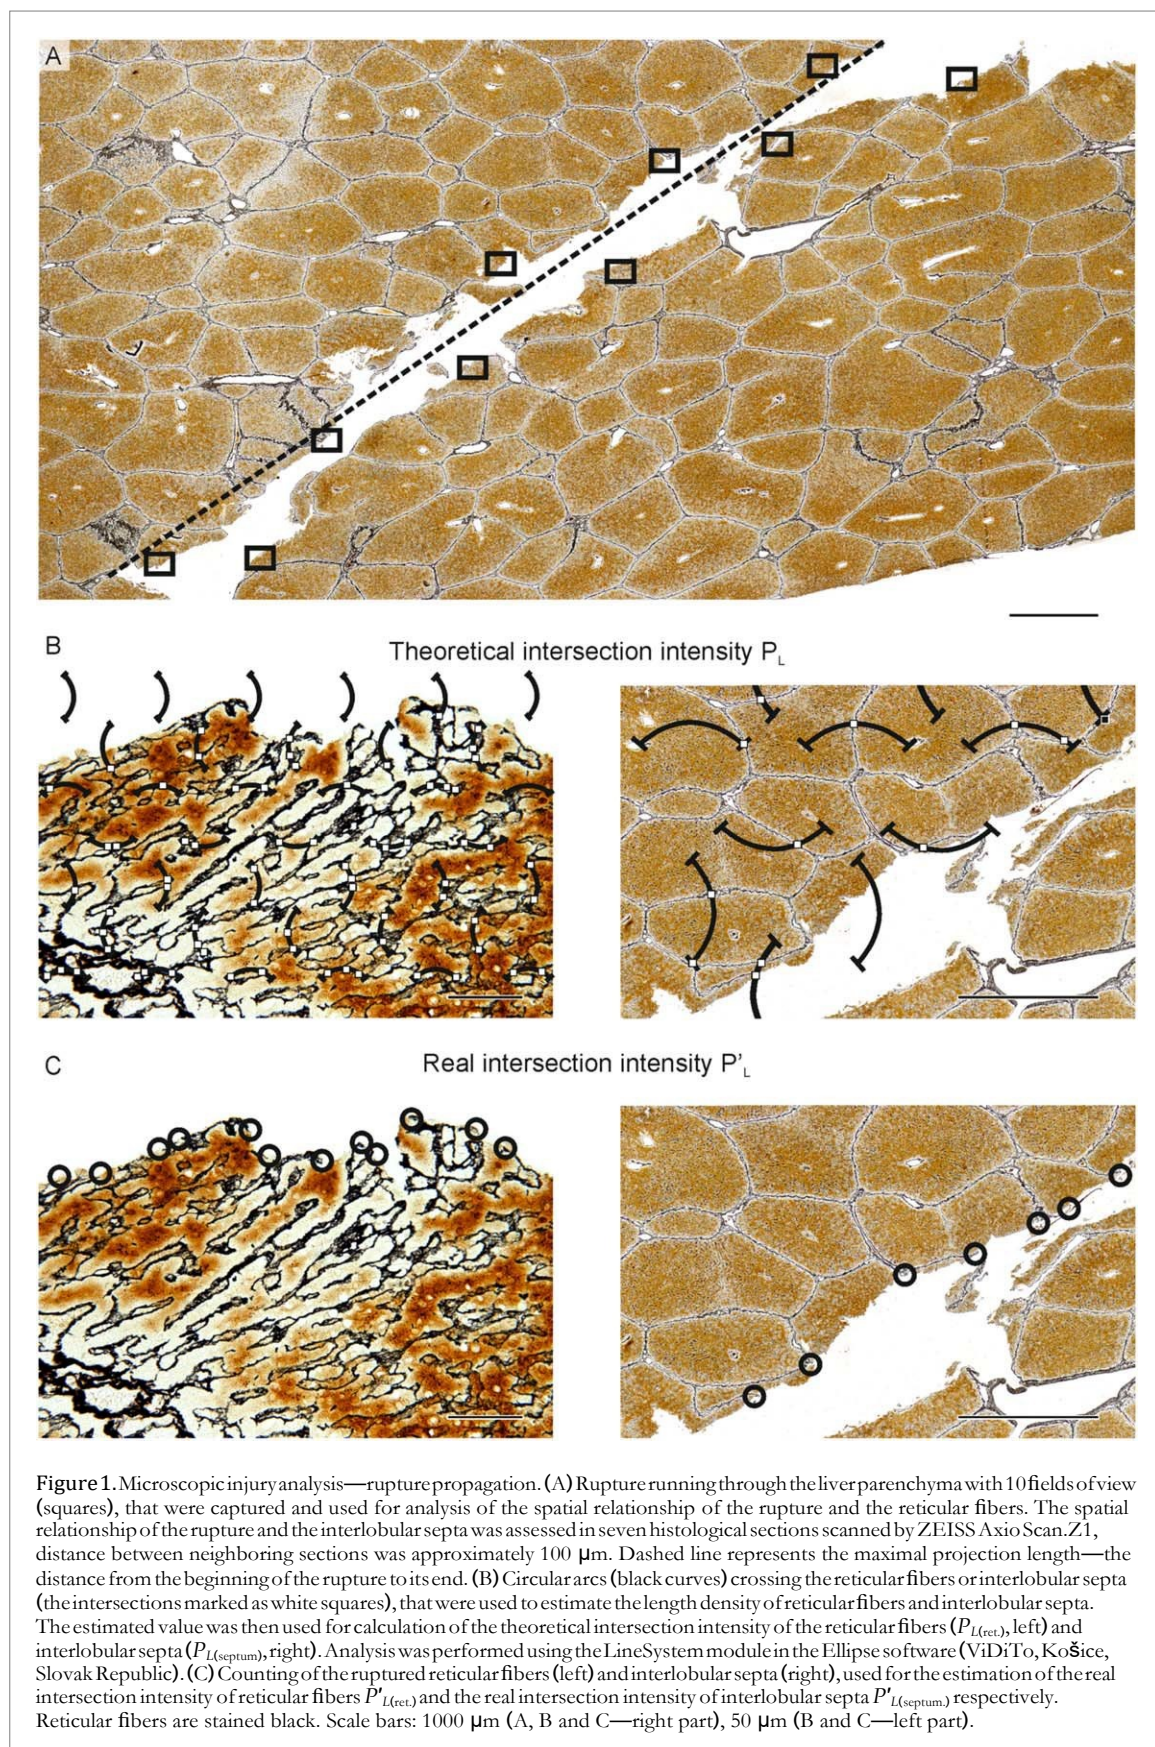 A
B
Theoretical intersection intensity P_L
C
Real intersection intensity P'_L
Figure 1. Microscopic injury analysis—rupture propagation. (A) Rupture running through the liver parenchyma with 10 fields of view
(squares), that were captured and used for analysis of the spatial relationship of the rupture and the reticular fibers. The spatial
relationship of the rupture and the interlobular septa was assessed in seven histological sections scanned by ZEISS Axio Scan.Z1,
distance between neighboring sections was approximately 100 μm. Dashed line represents the maximal projection length—the
distance from the beginning of the rupture to its end. (B) Circular arcs (black curves) crossing the reticular fibers or interlobular septa
(the intersections marked as white squares), that were used to estimate the length density of reticular fibers and interlobular septa.
The estimated value was then used for calculation of the theoretical intersection intensity of the reticular fibers (P_L(ret.), left) and
interlobular septa (P_L(septum), right). Analysis was performed using the LineSystem module in the Ellipse software (ViDiTo, Košice,
Slovak Republic). (C) Counting of the ruptured reticular fibers (left) and interlobular septa (right), used for the estimation of the real
intersection intensity of reticular fibers P'_L(ret.) and the real intersection intensity of interlobular septa P'_L(septum.) respectively.
Reticular fibers are stained black. Scale bars: 1000 μm (A, B and C—right part), 50 μm (B and C—left part).